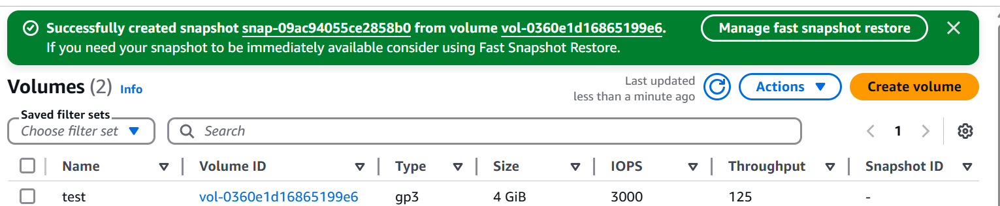 Successfully created snapshot snap-09ac94055ce2858b0 from volume vol-0360e1d16865199e6.
If you need your snapshot to be immediately available consider using Fast Snapshot Restore.
Manage fast snapshot restore
Volumes (2) Info
Last updated
less than a minute ago
Actions
Create volume
Saved filter sets
Choose filter set
Search
1
Name Volume ID Type Size IOPS Throughput Snapshot ID
test vol-0360e1d16865199e6 gp3 4 GiB 3000 125 -